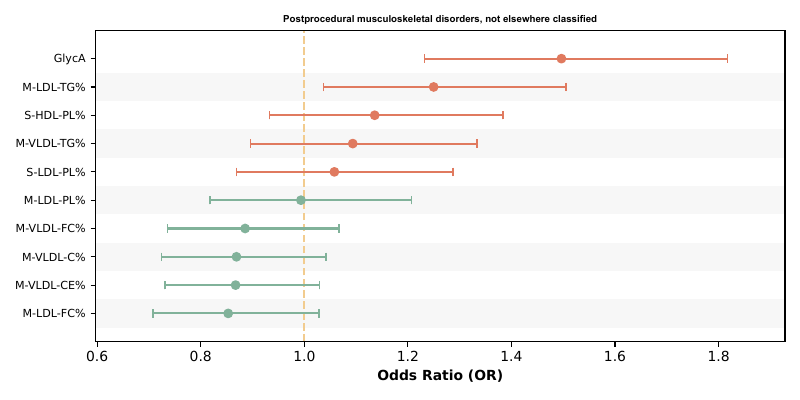 Postprocedural musculoskeletal disorders, not elsewhere classified
GlycA
M-LDL-TG%
S-HDL-PL%
M-VLDL-TG%
S-LDL-PL%
M-LDL-PL%
M-VLDL-FC%
M-VLDL-C%
M-VLDL-CE%
M-LDL-FC%
0.6 0.8 1.0 1.2 1.4 1.6 1.8
Odds Ratio (OR)